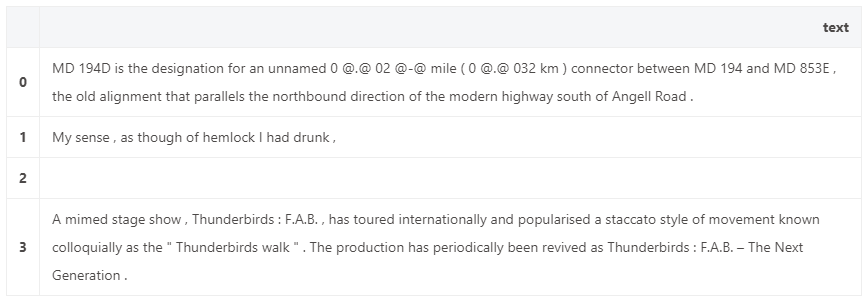 text
0
MD 194D is the designation for an unnamed 0 @.@ 02 @-@ mile ( 0 @.@ 032 km ) connector between MD 194 and MD 853E ,
the old alignment that parallels the northbound direction of the modern highway south of Angell Road .
1
My sense , as though of hemlock I had drunk ,
2
3
A mimed stage show , Thunderbirds : F.A.B. , has toured internationally and popularised a staccato style of movement known
colloquially as the " Thunderbirds walk " . The production has periodically been revived as Thunderbirds : F.A.B. – The Next
Generation .